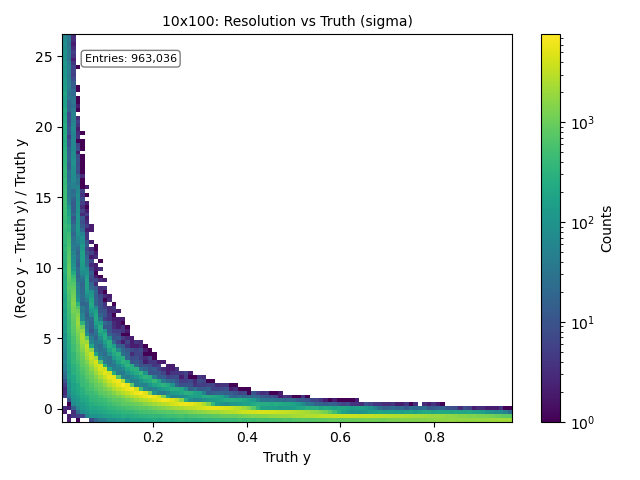 10x100: Resolution vs Truth (sigma)
Entries: 963,036
25
20
15
10
5
0
(Reco y - Truth y) / Truth y
0.2
0.4
0.6
0.8
Truth y
10³
10²
10¹
10⁰
Counts